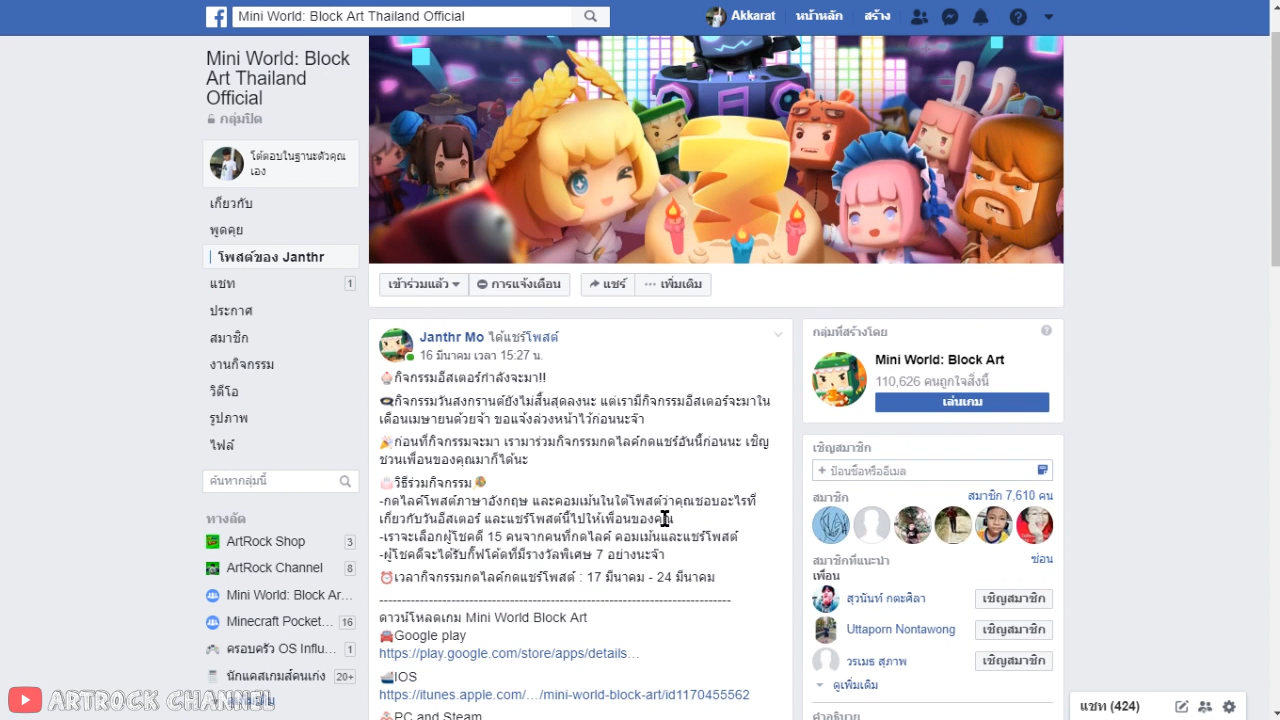 Mini World: Block Art Thailand Official
Akkarat
หน้าหลัก
สร้าง
Mini World: Block
Art Thailand
Official
กลุ่มปิด
โต้ตอบในฐานะตัวคุณ
เอง
เกี่ยวกับ
พูดคุย
โพสต์ของ Janthr
แชท 1
ประกาศ
สมาชิก
งานกิจกรรม
วิดีโอ
รูปภาพ
ไฟล์
ค้นหากลุ่มนี้
ทางลัด
ArtRock Shop 3
ArtRock Channel 8
Mini World: Block Ar...
Minecraft Pocket... 16
ครอบครัว OS Influ... 1
นักแคสเกมส์คนเก่ง 20+
ARTROCK CHANNEL
เข้าร่วมแล้ว
การแจ้งเตือน
แชร์
เพิ่มเติม
Janthr Mo ได้แชร์โพสต์
16 มีนาคม เวลา 15:27 น.
กิจกรรมอีสเตอร์กำลังจะมา!!
กิจกรรมวันสงกรานต์ยังไม่สิ้นสุดลงนะ แต่เรามีกิจกรรมอีสเตอร์จะมาใน
เดือนเมษายนด้วยจ้า ขอแจ้งล่วงหน้าไว้ก่อนนะจ้า
ก่อนที่กิจกรรมจะมา เรามาร่วมกิจกรรมกดไลค์กดแชร์อันนี้ก่อนนะ เชิญ
ชวนเพื่อนของคุณมาก็ได้นะ
วิธีร่วมกิจกรรม
-กดไลค์โพสต์ภาษาอังกฤษ และคอมเม้นในใต้โพสต์ว่าคุณชอบอะไรที่
เกี่ยวกับวันอีสเตอร์ และแชร์โพสต์นี้ไปให้เพื่อนของคุณ
-เราจะเลือกผู้โชคดี 15 คนจากคนที่กดไลค์ คอมเม้นและแชร์โพสต์
-ผู้โชคดีจะได้รับกิ๊ฟโค้ดที่มีรางวัลพิเศษ 7 อย่างนะจ้า
เวลากิจกรรมกดไลค์กดแชร์โพสต์ : 17 มีนาคม - 24 มีนาคม
--------------------------------------------------------------------------------
ดาวน์โหลดเกม Mini World Block Art
Google play
https://play.google.com/store/apps/details...
IOS
https://itunes.apple.com/.../mini-world-block-art/id1170455562
PC and Steam
กลุ่มที่สร้างโดย
Mini World: Block Art
110,626 คนถูกใจสิ่งนี้
เล่นเกม
เชิญสมาชิก
+ ป้อนชื่อหรืออีเมล
สมาชิก
สมาชิก 7,610 คน
สมาชิกที่แนะนำ
ซ่อน
เพื่อน
สุวนันท์ กตะศิลา
เชิญสมาชิก
Uttaporn Nontawong
เชิญสมาชิก
วรเมธ สุภาพ
เชิญสมาชิก
ดูเพิ่มเติม
คำอธิบาย
แชท (424)